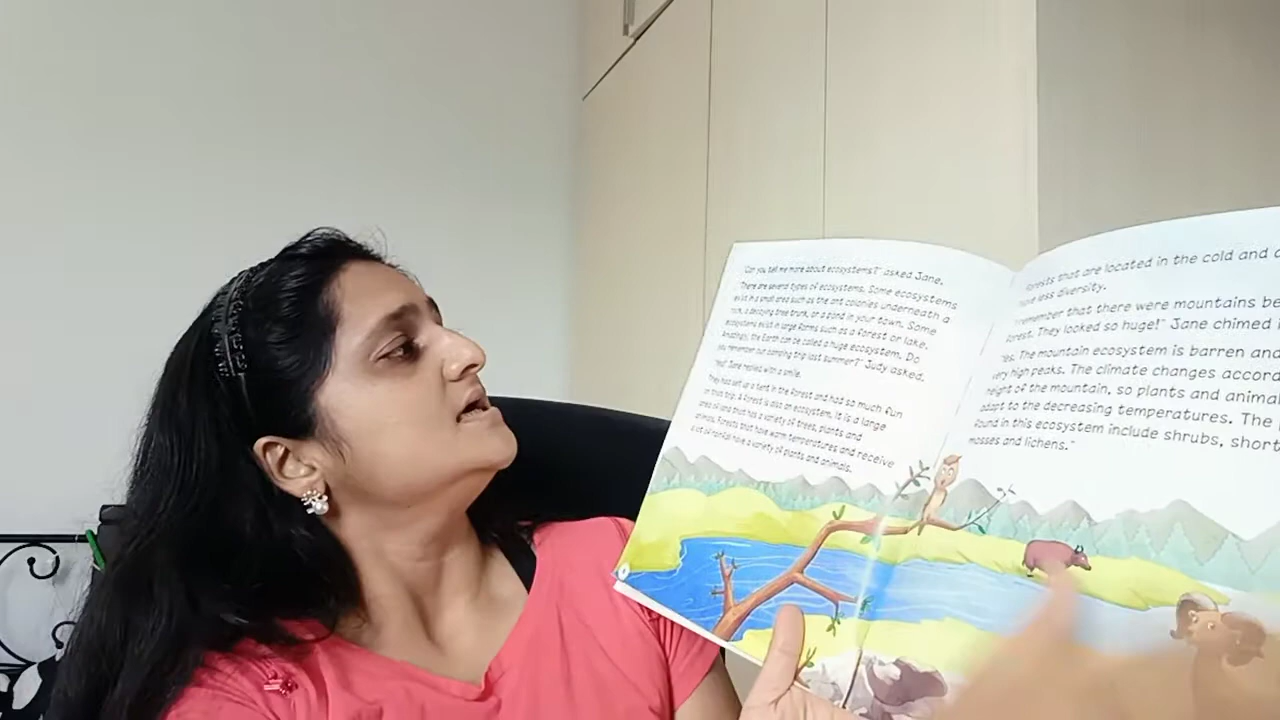 "Can you tell me more about ecosystems?" asked Jane.
There are several types of ecosystems. Some ecosystems
exist in a small area such as the ant colonies underneath a
rock, a decaying tree trunk, or a pond in your town. Some
ecosystems exist in large forms such as a forest or lake.
Amazingly, the Earth can be called a huge ecosystem. Do
you remember our camping trip last summer?" Judy asked.
"Yes," Jane replied with a smile.
They had set up a tent in the forest and had so much fun
on that trip. A forest is also an ecosystem, it is a large
area of land that has a variety of trees, plants and
animals. Forests that have warm temperatures and receive
a lot of rainfall have a variety of plants and animals.
Forests that are located in the cold and
have less diversity.
"I remember that there were mountains
forest. They looked so huge!" Jane chimed
"Yes. The mountain ecosystem is barren and
very high peaks. The climate changes
height of the mountain, so plants and
adapt to the decreasing temperatures. The
found in this ecosystem include shrubs, short
mosses and lichens."